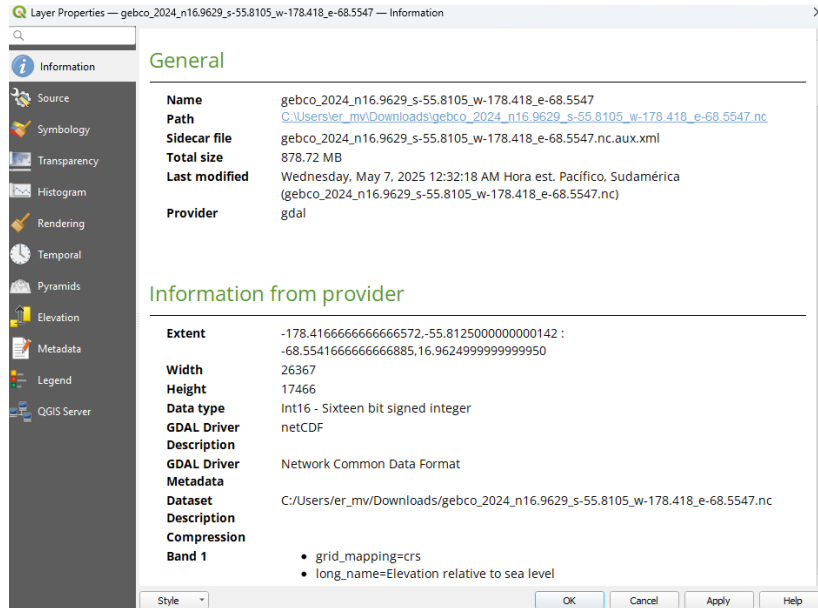 Layer Properties — gebco_2024_n16.9629_s-55.8105_w-178.418_e-68.5547 — Information
Information
Source
Symbology
Transparency
Histogram
Rendering
Temporal
Pyramids
Elevation
Metadata
Legend
QGIS Server
General
Name gebco_2024_n16.9629_s-55.8105_w-178.418_e-68.5547
Path C:\Users\er_mv\Downloads\gebco_2024_n16.9629_s-55.8105_w-178.418_e-68.5547.nc
Sidecar file gebco_2024_n16.9629_s-55.8105_w-178.418_e-68.5547.nc.aux.xml
Total size 878.72 MB
Last modified Wednesday, May 7, 2025 12:32:18 AM Hora est. Pacífico, Sudamérica
(gebco_2024_n16.9629_s-55.8105_w-178.418_e-68.5547.nc)
Provider gdal
Information from provider
Extent -178.4166666666666572,-55.8125000000000142 :
-68.5541666666666885,16.9624999999999950
Width 26367
Height 17466
Data type Int16 - Sixteen bit signed integer
GDAL Driver netCDF
Description
GDAL Driver Network Common Data Format
Metadata
Dataset C:/Users/er_mv/Downloads/gebco_2024_n16.9629_s-55.8105_w-178.418_e-68.5547.nc
Description
Compression
Band 1 • grid_mapping=crs
• long_name=Elevation relative to sea level
Style OK Cancel Apply Help